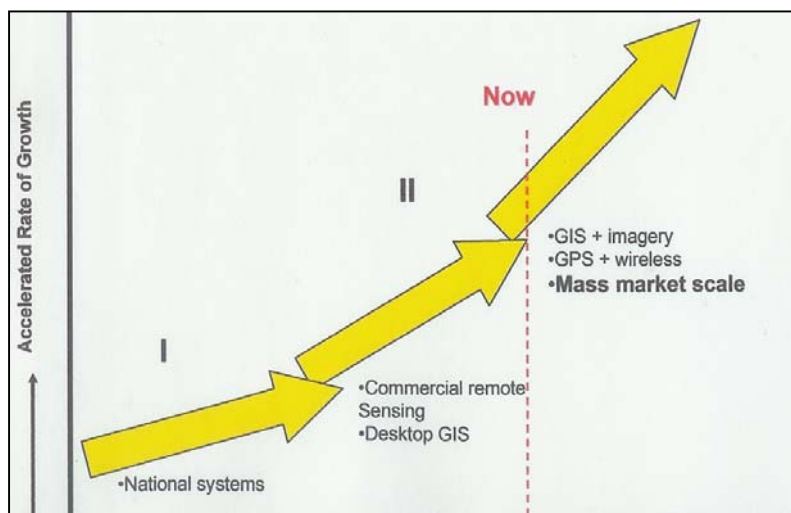 Accelerated Rate of Growth
Now
II
•GIS + imagery
•GPS + wireless
•Mass market scale
I
•Commercial remote
Sensing
•Desktop GIS
•National systems